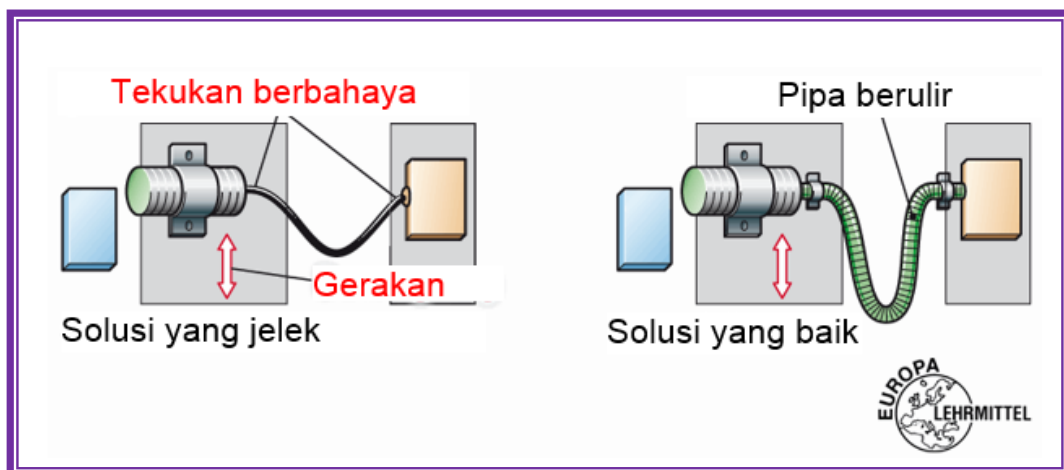 Tekukan berbahaya
Gerakan
Solusi yang jelek
Pipa berulir
Solusi yang baik
EUROPA
LEHRMITTEL